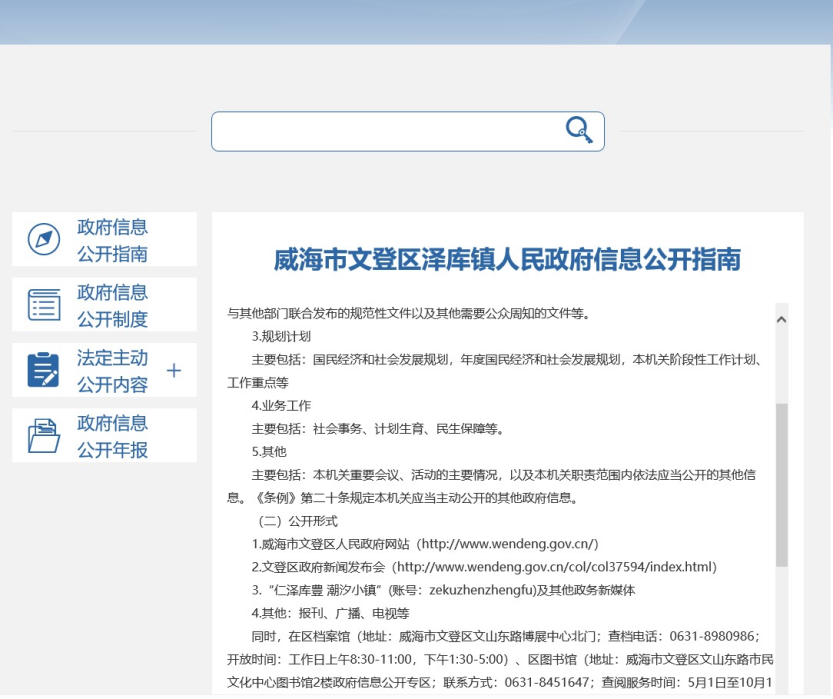 政府信息
公开指南
政府信息
公开制度
法定主动
公开内容
政府信息
公开年报
威海市文登区泽库镇人民政府信息公开指南
与其他部门联合发布的规范性文件以及其他需要公众周知的文件等。
3.规划计划
主要包括：国民经济和社会发展规划，年度国民经济和社会发展规划，本机关阶段性工作计划、
工作重点等
4.业务工作
主要包括：社会事务、计划生育、民生保障等。
5.其他
主要包括：本机关重要会议、活动的主要情况，以及本机关职责范围内依法应当公开的其他信
息。《条例》第二十条规定本机关应当主动公开的其他政府信息。
（二）公开形式
1.威海市文登区人民政府网站（http://www.wendeng.gov.cn/）
2.文登区政府新闻发布会（http://www.wendeng.gov.cn/col/col37594/index.html）
3.“仁泽库豊 潮汐小镇”（账号：zekuzhenzhengfu)及其他政务新媒体
4.其他：报刊、广播、电视等
同时，在区档案馆（地址：威海市文登区文山东路博展中心北门；查档电话：0631-8980986；
开放时间：工作日上午8:30-11:00，下午1:30-5:00）、区图书馆（地址：威海市文登区文山东路市民
文化中心图书馆2楼政府信息公开专区；联系方式：0631-8451647；查阅服务时间：5月1日至10月1